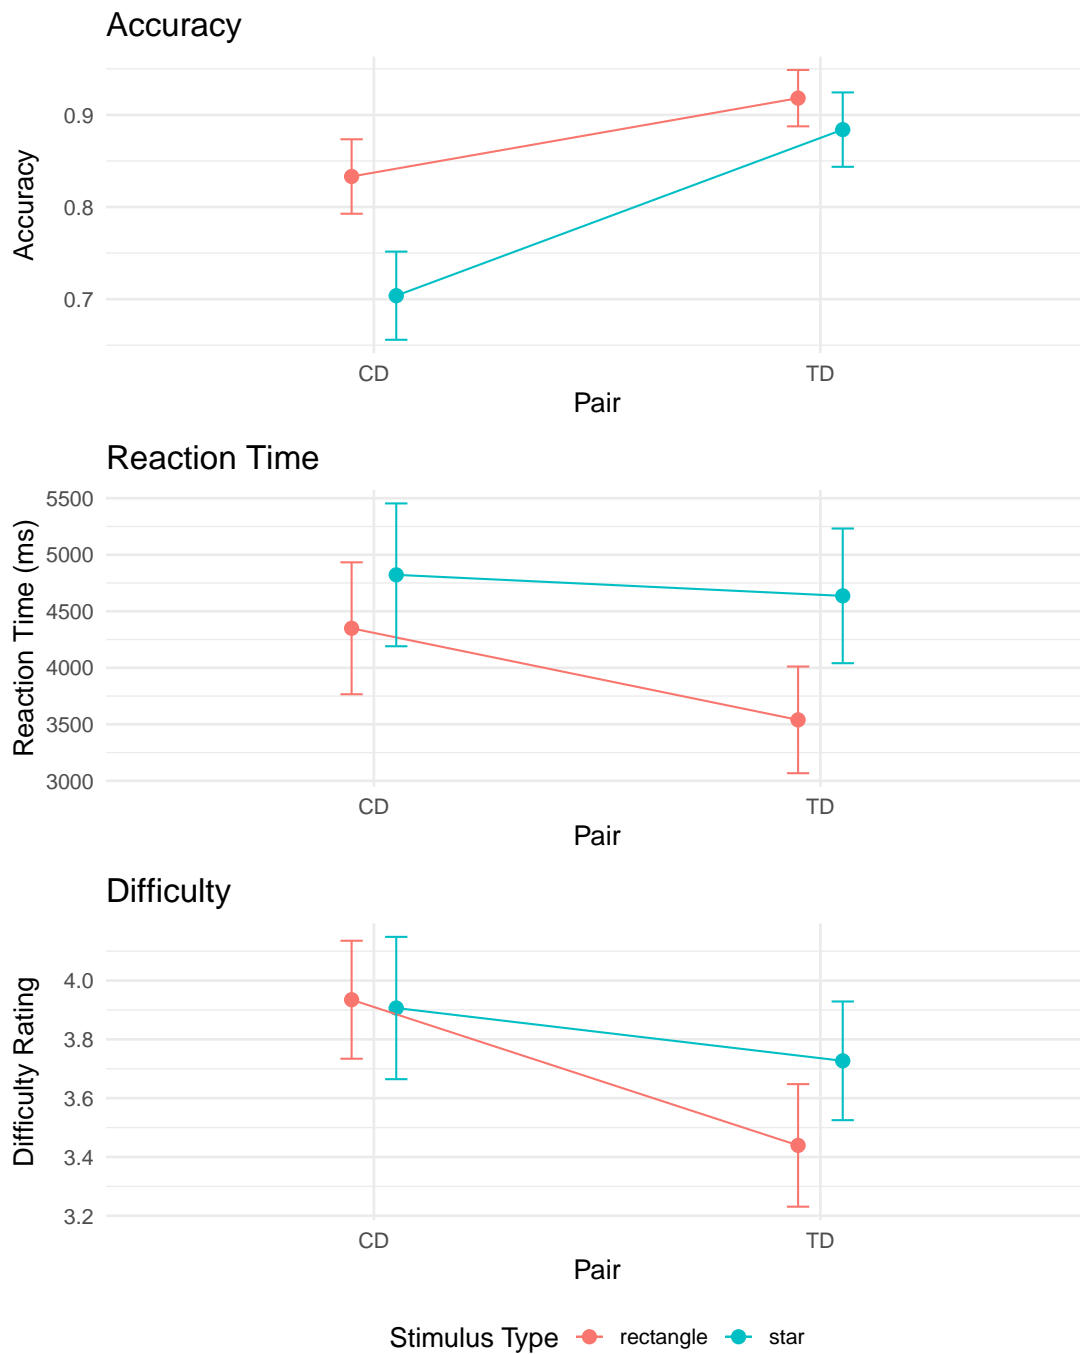 Accuracy
Accuracy
0.9
0.8
0.7
CD TD
Pair
Reaction Time
Reaction Time (ms)
5500
5000
4500
4000
3500
3000
CD TD
Pair
Difficulty
Difficulty Rating
4.0
3.8
3.6
3.4
3.2
CD TD
Pair
Stimulus Type rectangle star